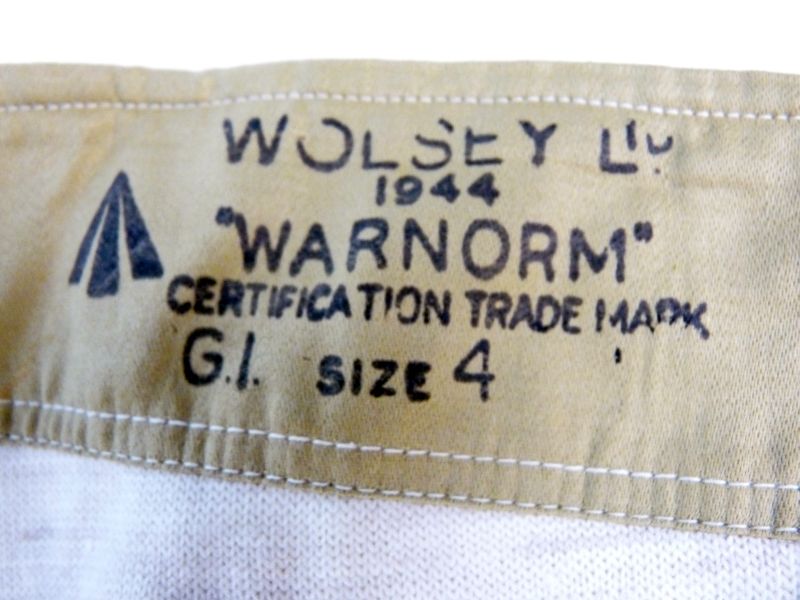 WOLSEY LTD
1944
"WARNORM"
CERTIFICATION TRADE MARK
G.I. SIZE 4